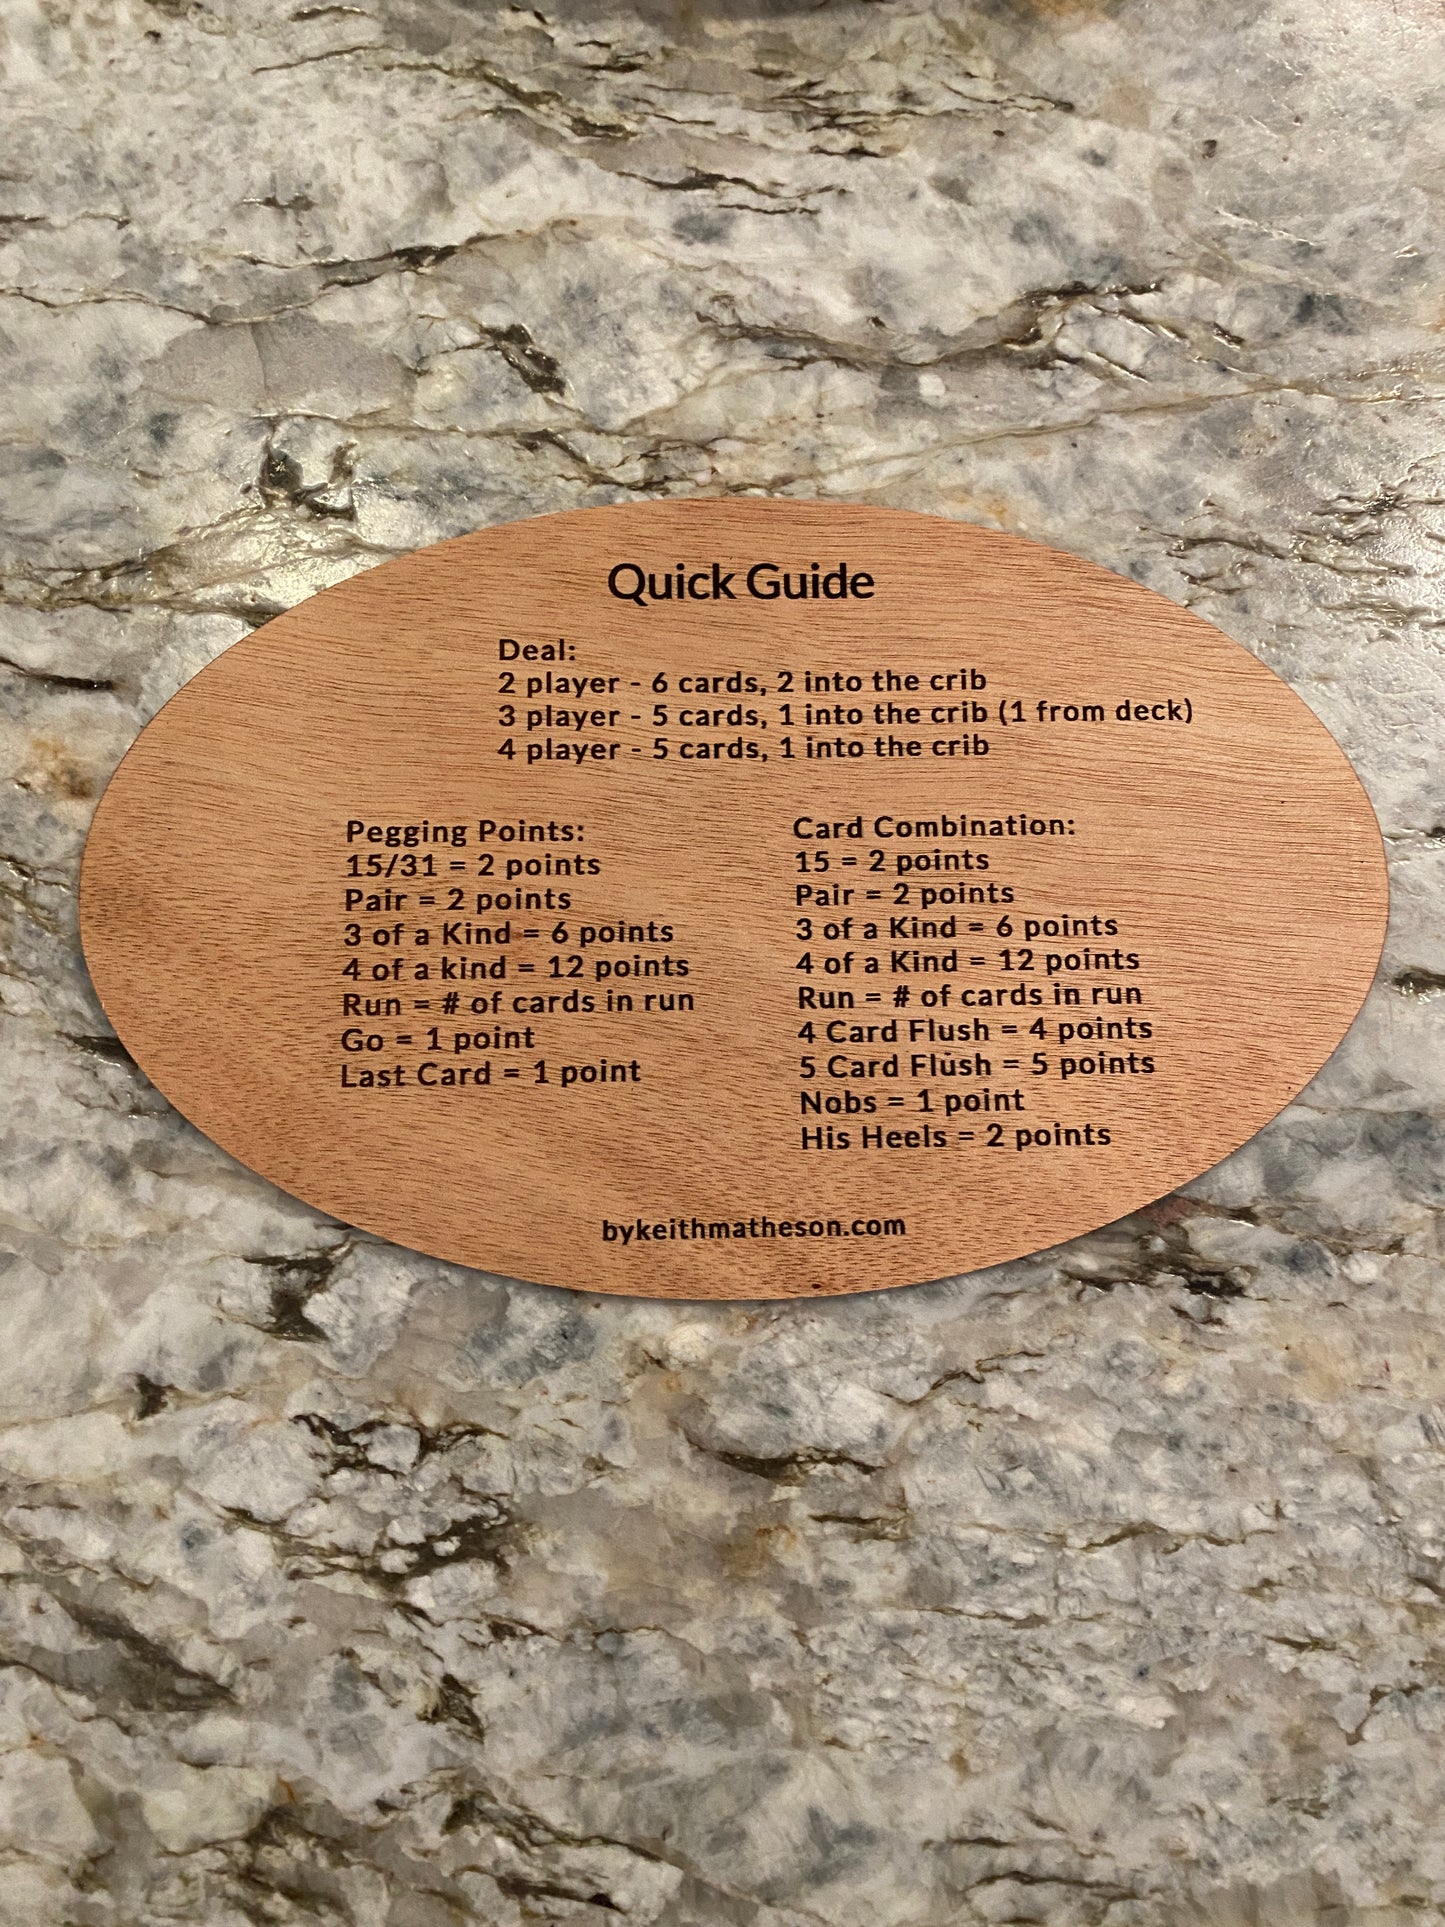 Quick Guide
Deal:
2 player - 6 cards, 2 into the crib
3 player - 5 cards, 1 into the crib (1 from deck)
4 player - 5 cards, 1 into the crib
Pegging Points:
15/31 = 2 points
Pair = 2 points
3 of a Kind = 6 points
4 of a kind = 12 points
Run = # of cards in run
Go = 1 point
Last Card = 1 point
Card Combination:
15 = 2 points
Pair = 2 points
3 of a Kind = 6 points
4 of a Kind = 12 points
Run = # of cards in run
4 Card Flush = 4 points
5 Card Flush = 5 points
Nobs = 1 point
His Heels = 2 points
bykeithmatheson.com